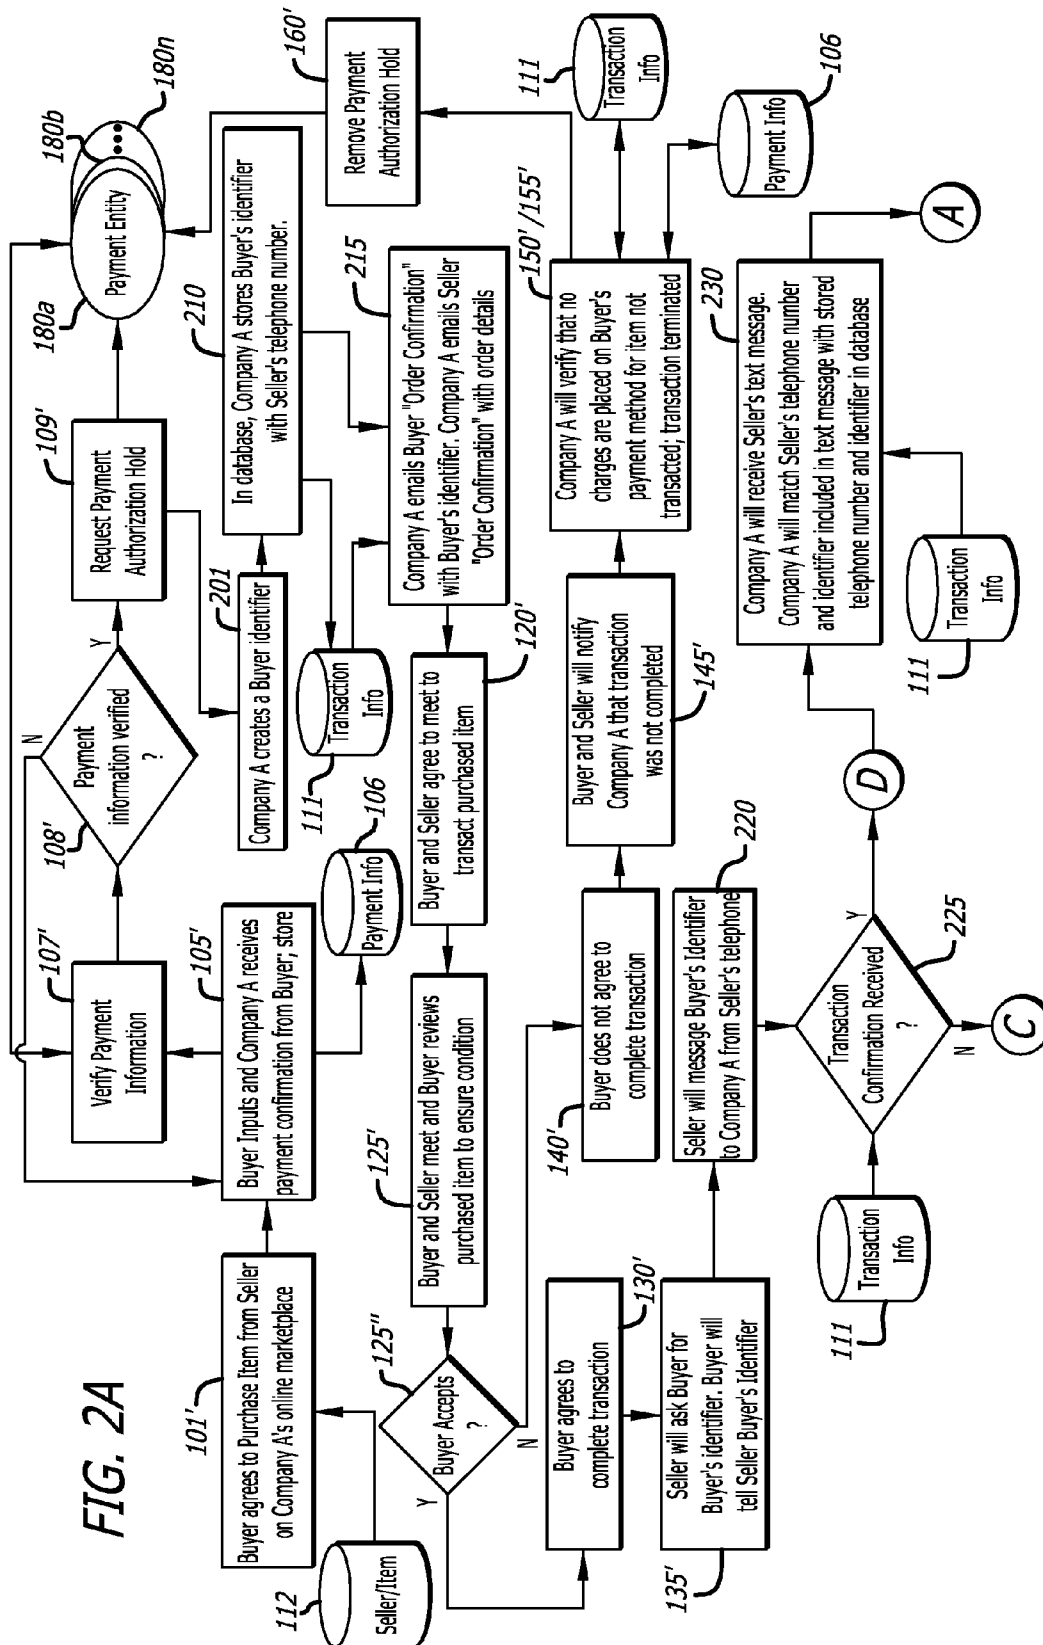 FIG. 2A
112
Seller/Item
101'
Buyer agrees to Purchase Item from Seller
on Company A's online marketplace
105'
Buyer Inputs and Company A receives
payment confirmation from Buyer; store
106
Payment Info
107'
Verify Payment
Information
108'
Payment
information verified
?
N
Y
109'
Request Payment
Authorization Hold
180a
180b
180n
Payment Entity
201
Company A creates a Buyer identifier
210
In database, Company A stores Buyer's identifier
with Seller's telephone number.
111
Transaction
Info
215
Company A emails Buyer "Order Confirmation"
with Buyer's identifier. Company A emails Seller
"Order Confirmation" with order details
120'
Buyer and Seller agree to meet to
transact purchased item
125'
Buyer and Seller meet and Buyer reviews
purchased item to ensure condition
125"
Buyer Accepts
?
Y
N
130'
Buyer agrees to
complete transaction
135'
Seller will ask Buyer for
Buyer's identifier. Buyer will
tell Seller Buyer's Identifier
140'
Buyer does not agree to
complete transaction
145'
Buyer and Seller will notify
Company A that transaction
was not completed
150'/155'
Company A will verify that no
charges are placed on Buyer's
payment method for item not
transacted; transaction terminated
160'
Remove Payment
Authorization Hold
111
Transaction
Info
106
Payment Info
220
Seller will message Buyer's Identifier
to Company A from Seller's telephone
111
Transaction
Info
225
Transaction
Confirmation Received
?
Y
N
C
D
230
Company A will receive Seller's text message.
Company A will match Seller's telephone number
and identifier included in text message with stored
telephone number and identifier in database
111
Transaction
Info
A